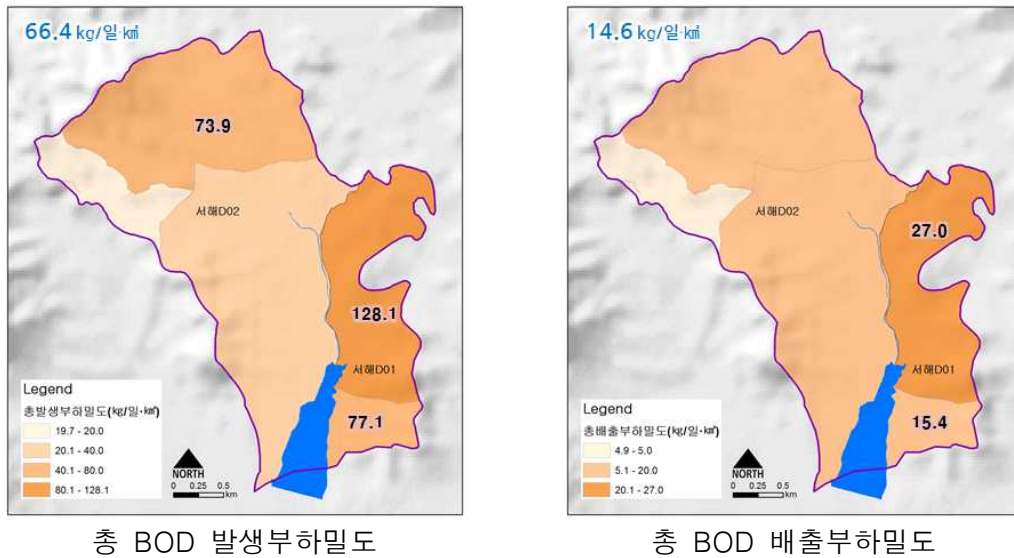 66.4 kg/일·㎢
73.9
서해D02
128.1
서해D01
77.1
Legend
총발생부하밀도(kg/일·㎢)
19.7 - 20.0
20.1 - 40.0
40.1 - 80.0
80.1 - 128.1
NORTH
0 0.25 0.5
km
총 BOD 발생부하밀도
14.6 kg/일·㎢
서해D02
27.0
서해D01
15.4
Legend
총배출부하밀도(kg/일·㎢)
4.9 - 5.0
5.1 - 20.0
20.1 - 27.0
NORTH
0 0.25 0.5
km
총 BOD 배출부하밀도